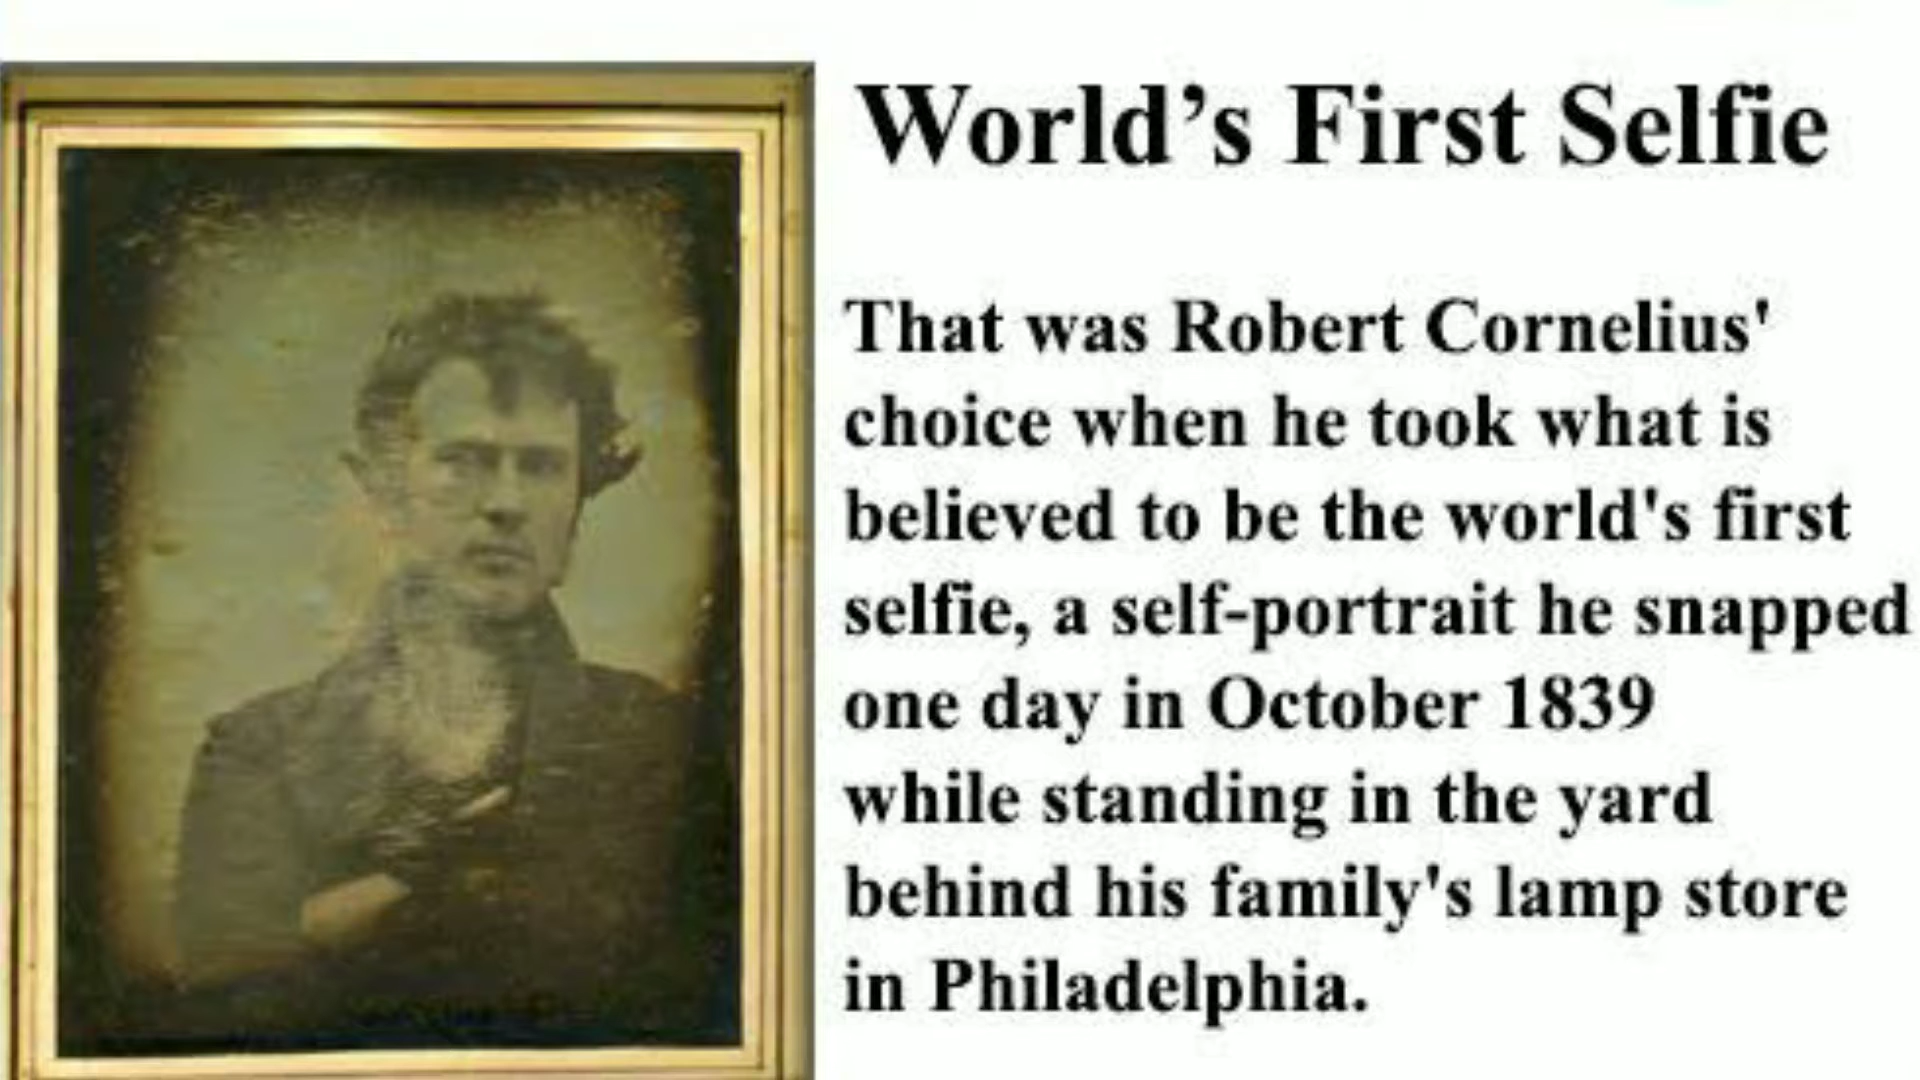 World’s First Selfie
That was Robert Cornelius'
choice when he took what is
believed to be the world's first
selfie, a self-portrait he snapped
one day in October 1839
while standing in the yard
behind his family's lamp store
in Philadelphia.